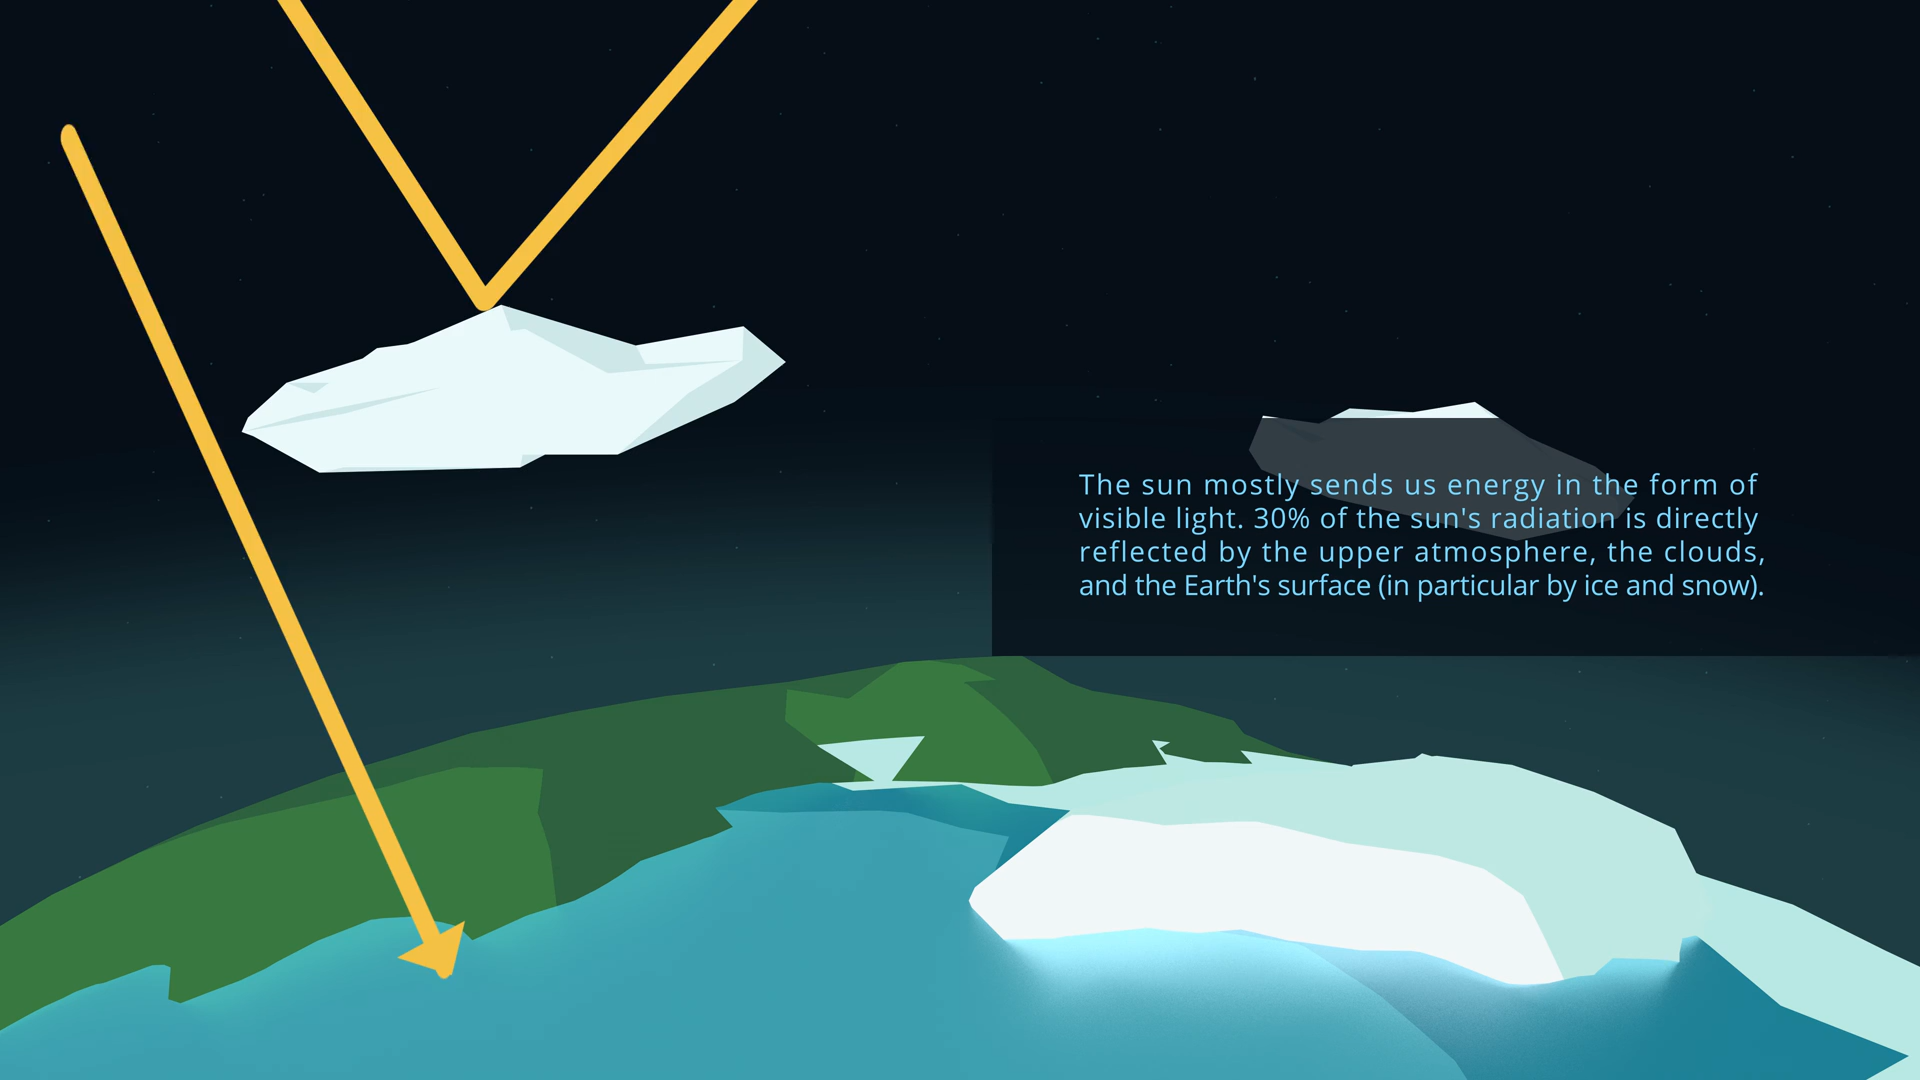 The sun mostly sends us energy in the form of
visible light. 30% of the sun's radiation is directly
reflected by the upper atmosphere, the clouds,
and the Earth's surface (in particular by ice and snow).